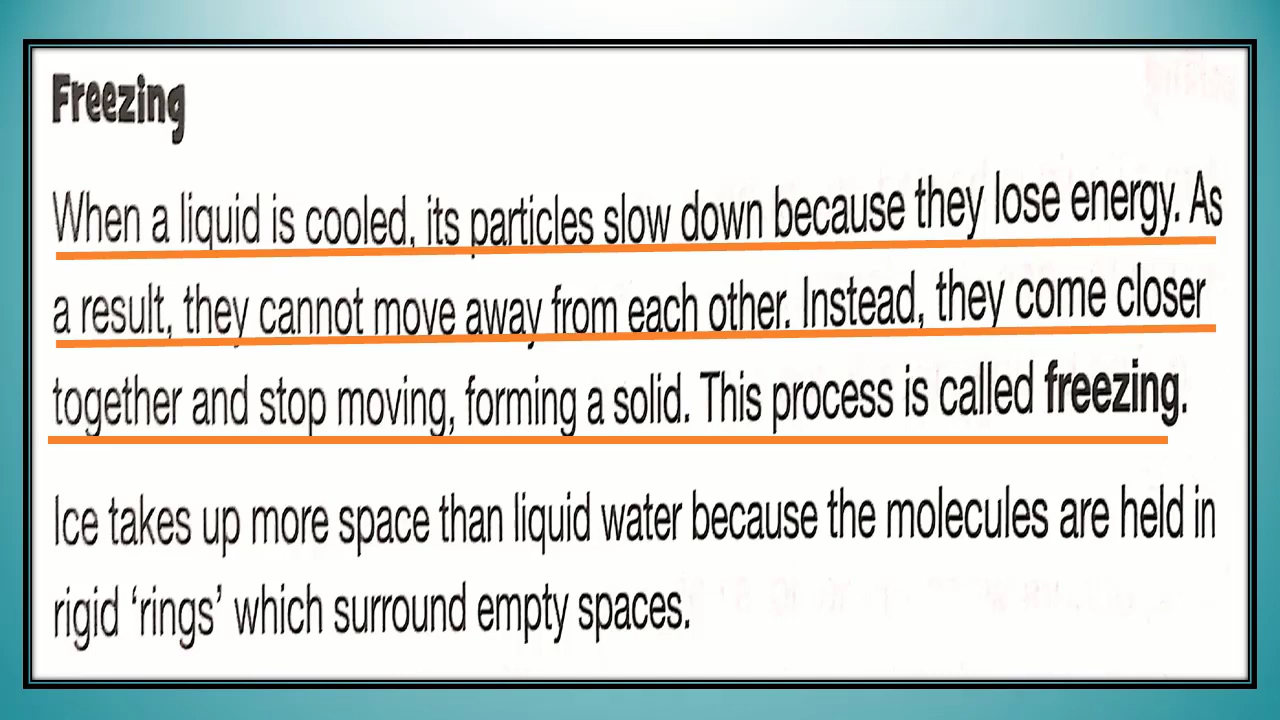 Freezing
When a liquid is cooled, its particles slow down because they lose energy. As
a result, they cannot move away from each other. Instead, they come closer
together and stop moving, forming a solid. This process is called freezing.
Ice takes up more space than liquid water because the molecules are held in
rigid ‘rings’ which surround empty spaces.